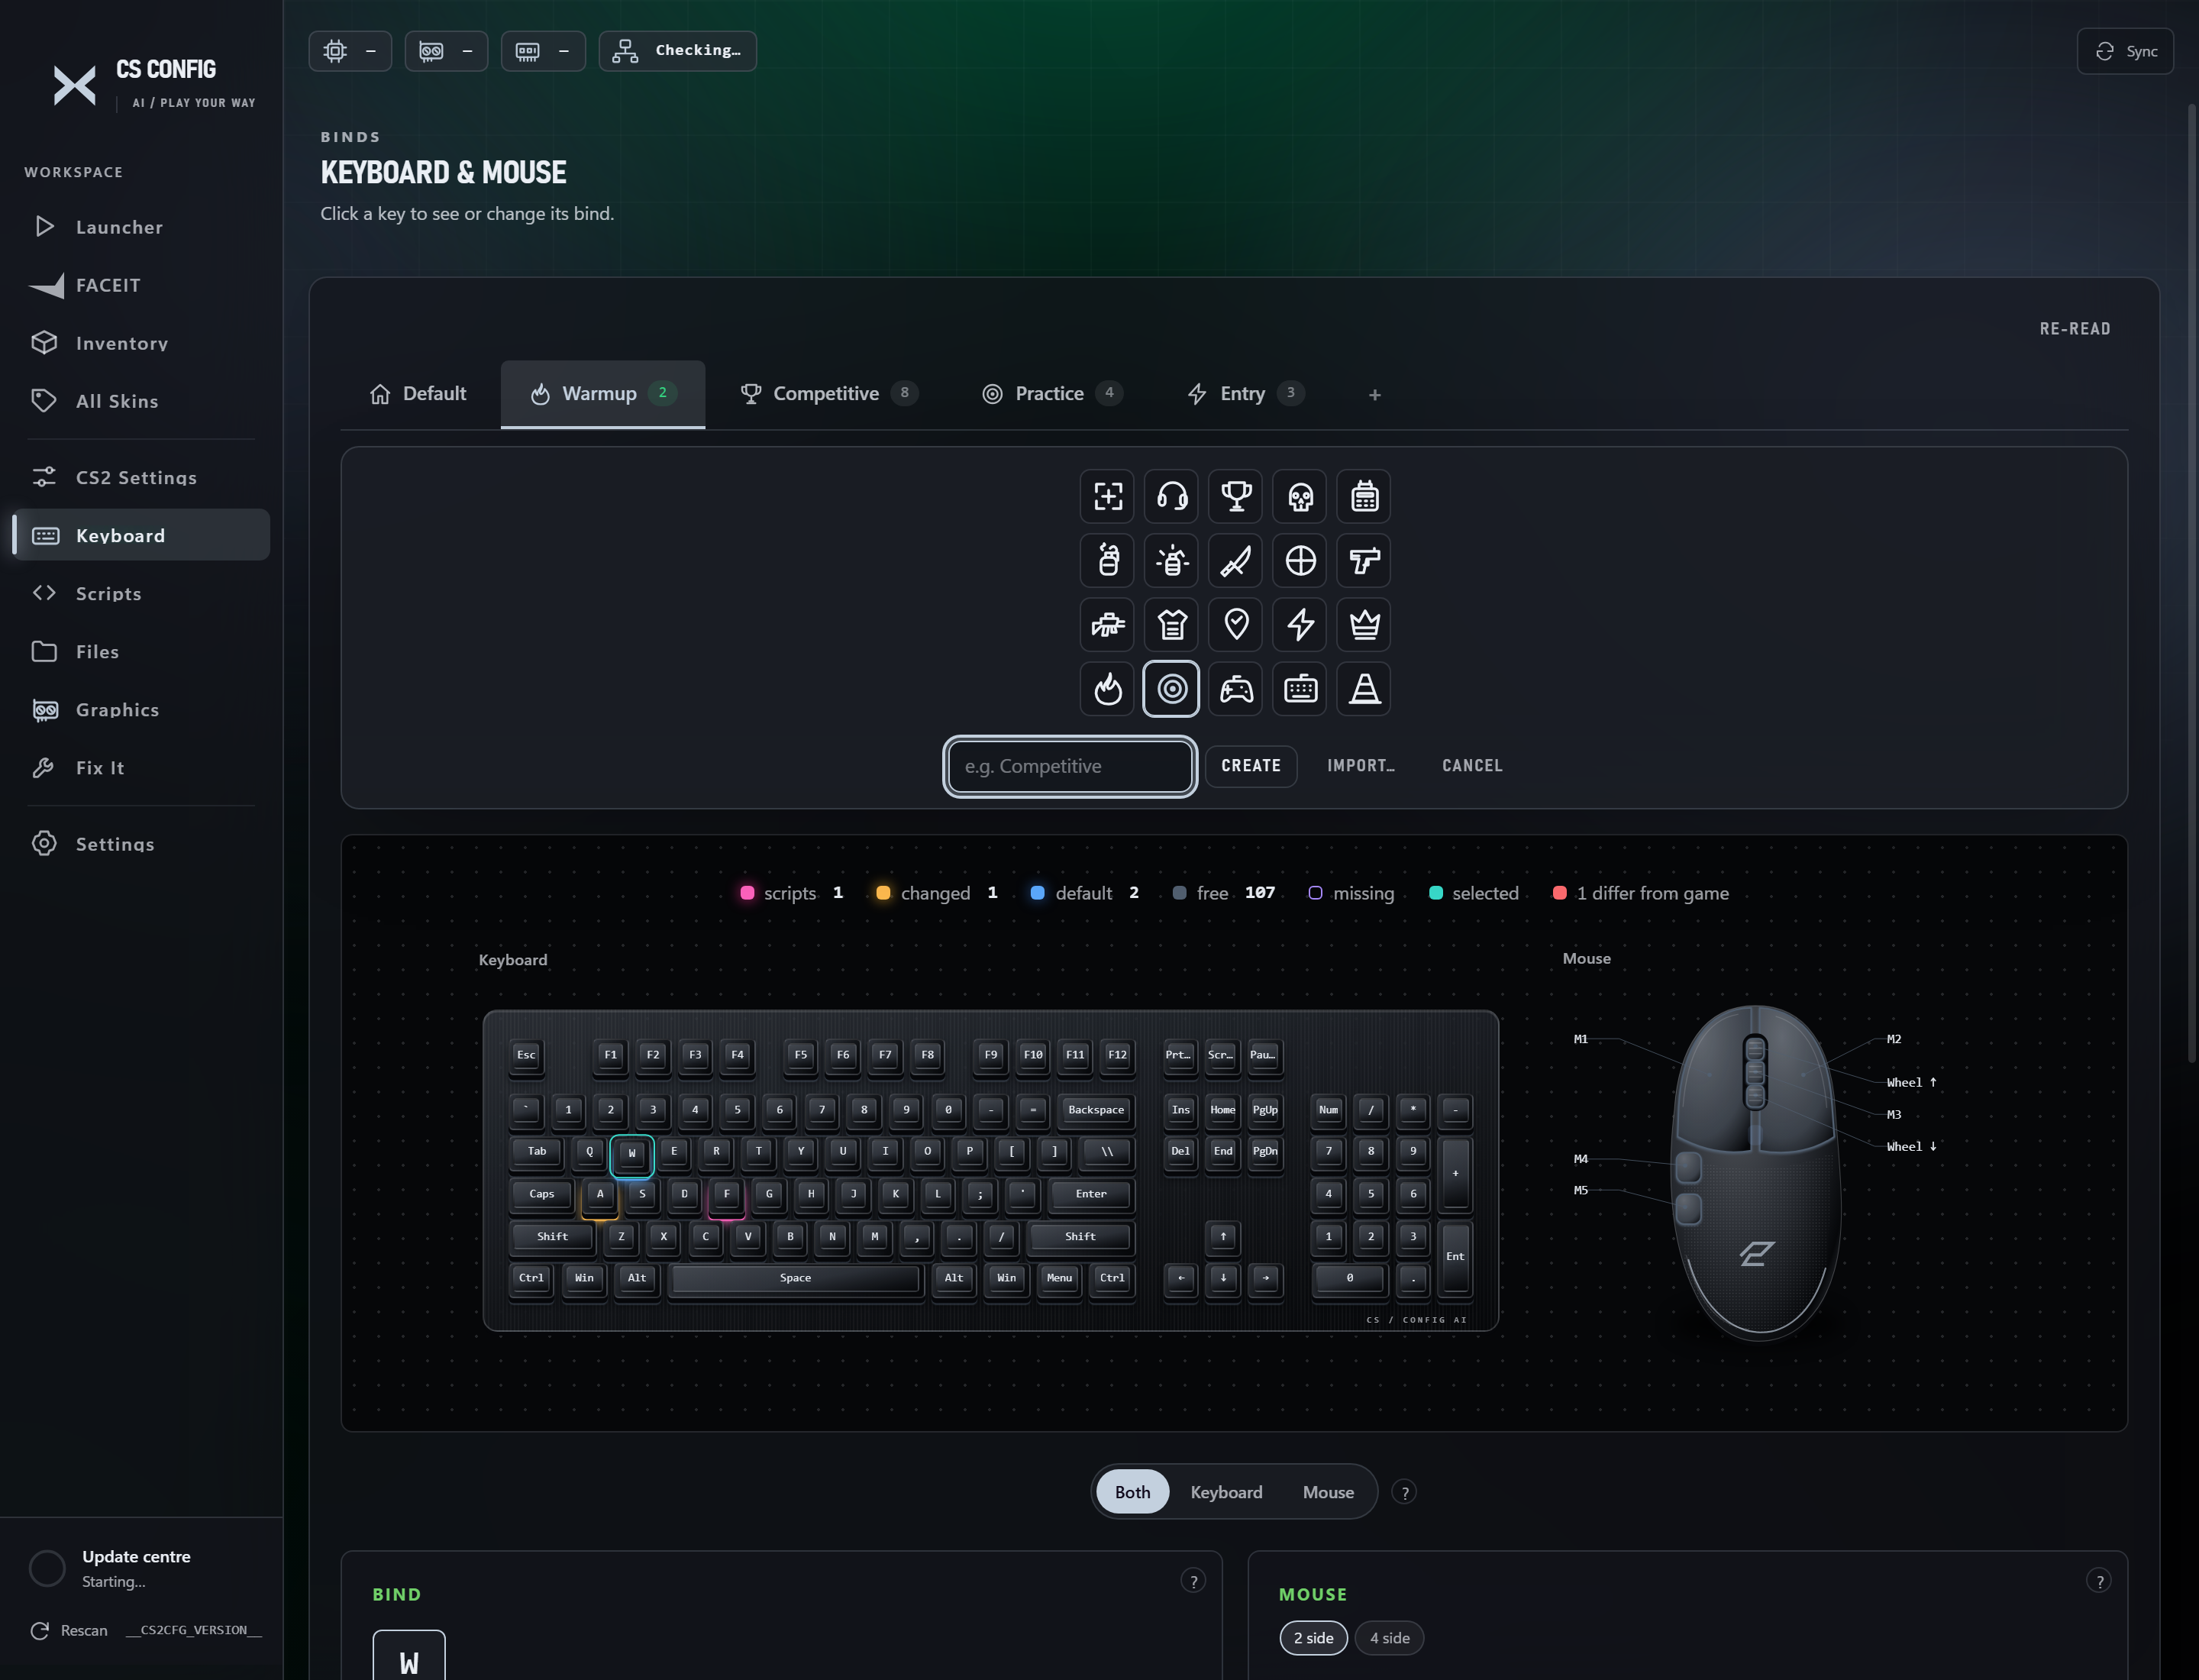 CS CONFIG
AI / PLAY YOUR WAY
WORKSPACE
Launcher
FACEIT
Inventory
All Skins
CS2 Settings
Keyboard
Scripts
Files
Graphics
Fix It
Settings
Update centre
Starting...
Rescan __CS2CFG_VERSION__
– – – Checking…
Sync
BINDS
KEYBOARD & MOUSE
Click a key to see or change its bind.
RE-READ
Default Warmup 2 Competitive 8 Practice 4 Entry 3 +
e.g. Competitive CREATE IMPORT… CANCEL
scripts 1 changed 1 default 2 free 107 missing selected 1 differ from game
Keyboard
Esc F1 F2 F3 F4 F5 F6 F7 F8 F9 F10 F11 F12 Prt… Scr… Pau…
` 1 2 3 4 5 6 7 8 9 0 - = Backspace Ins Home PgUp Num / * -
Tab Q W E R T Y U I O P [ ] \\ Del End PgDn 7 8 9 +
Caps A S D F G H J K L ; ' Enter 4 5 6
Shift Z X C V B N M , . / Shift ↑ 1 2 3 Ent
Ctrl Win Alt Space Alt Win Menu Ctrl ← ↓ → 0 .
CS / CONFIG AI
Mouse
M1 M2
Wheel ↑
M3
Wheel ↓
M4
M5
Both Keyboard Mouse ?
BIND ?
W
MOUSE ?
2 side 4 side